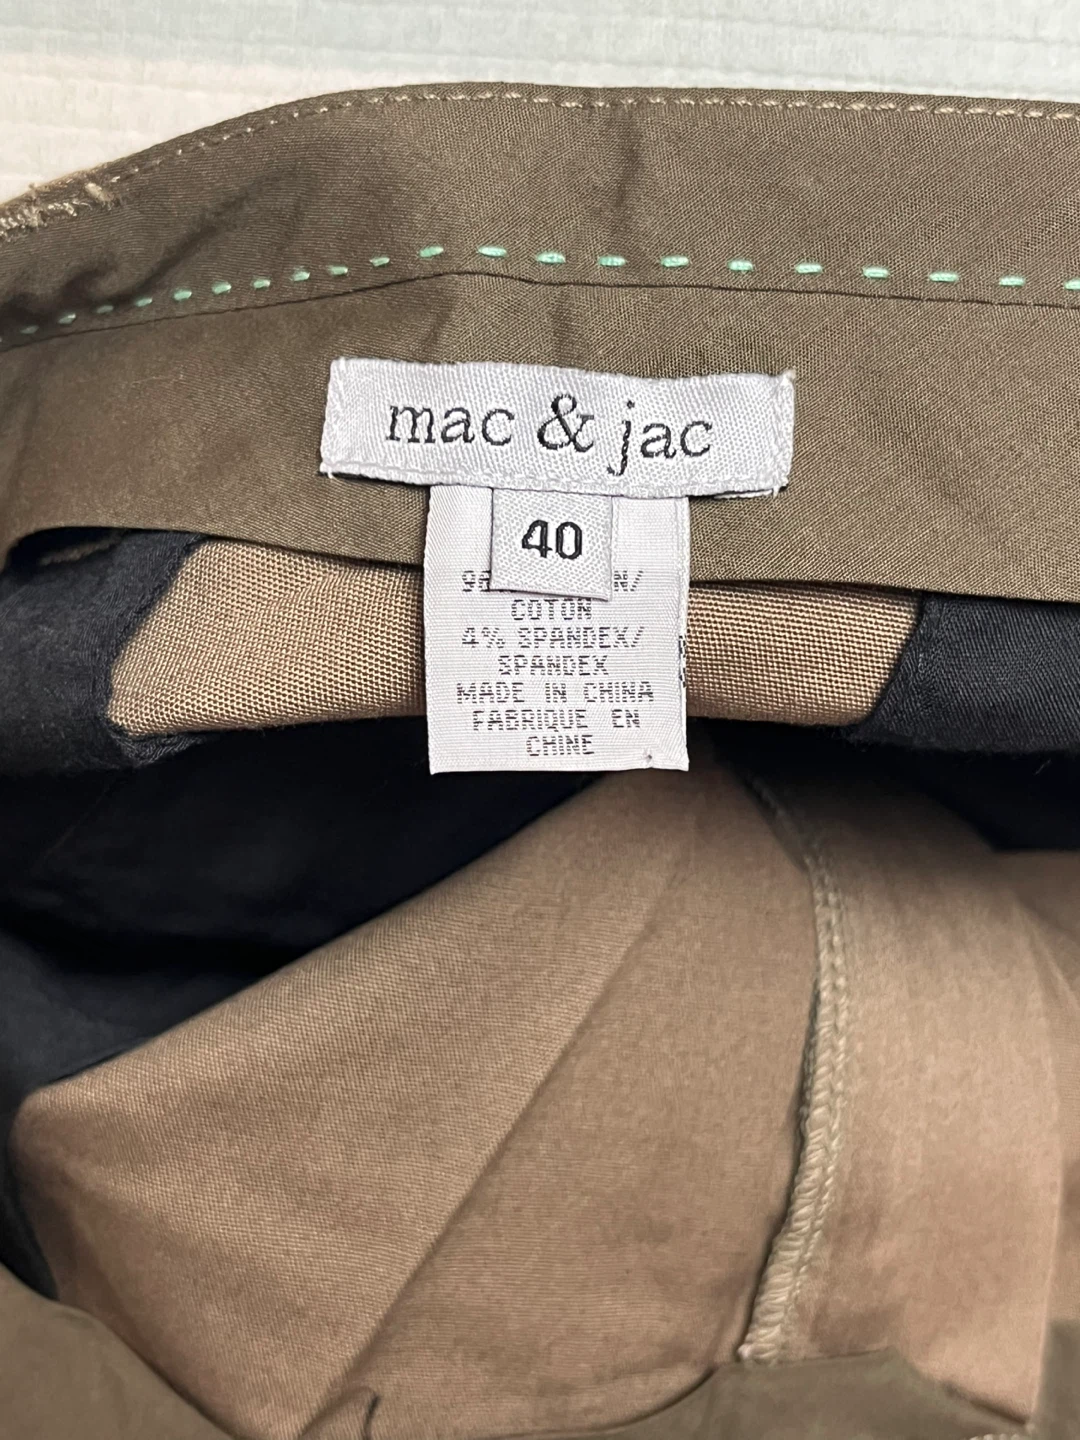 mac & jac
40
COTON
4% SPANDEX/
SPANDEX
MADE IN CHINA
FABRIQUE EN
CHINE